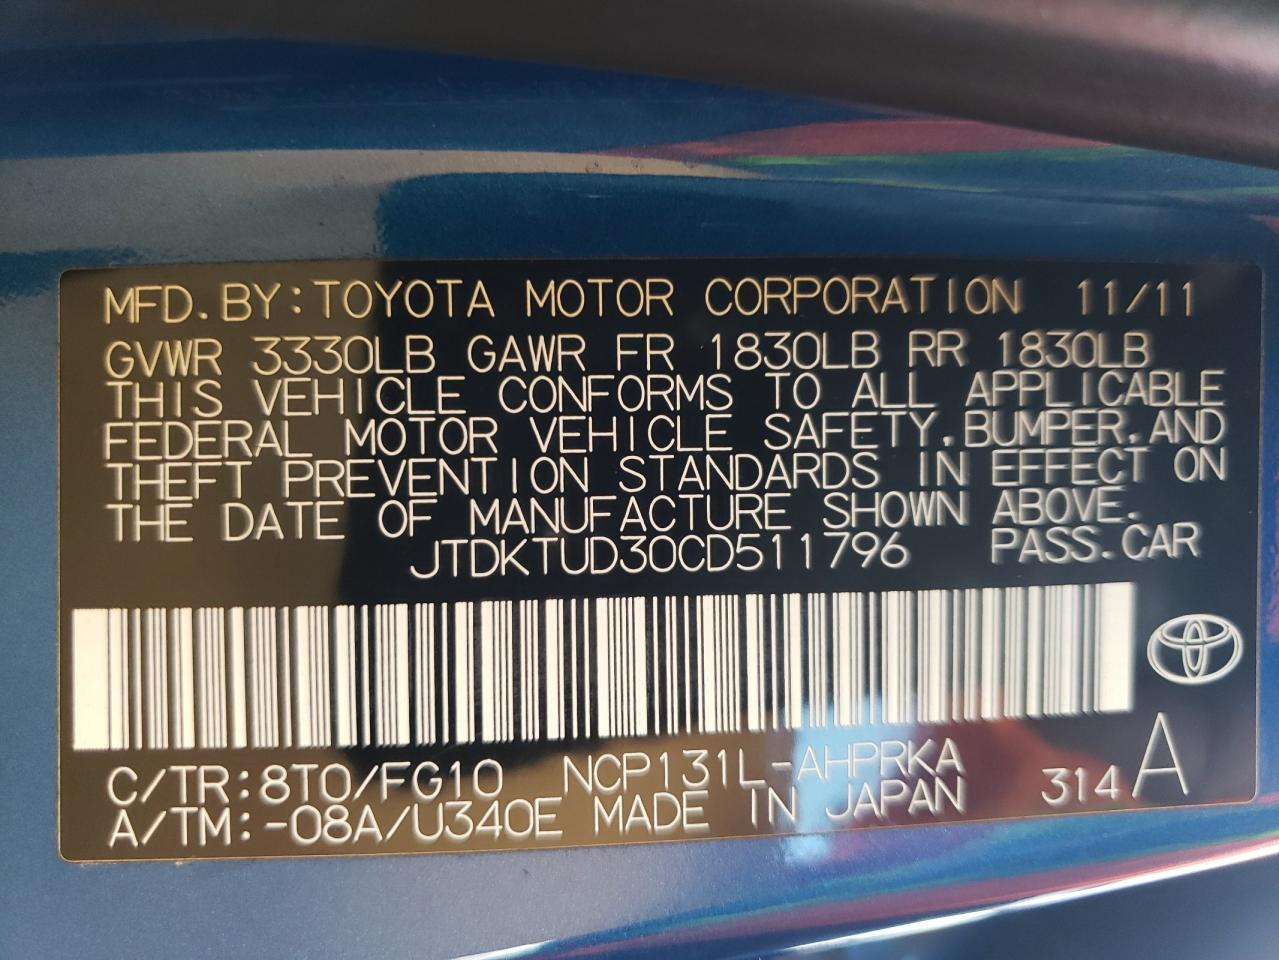 MFD.BY:TOYOTA MOTOR CORPORATION 11/11
GVWR 3330LB GAWR FR 1830LB RR 1830LB
THIS VEHICLE CONFORMS TO ALL APPLICABLE
FEDERAL MOTOR VEHICLE SAFETY,BUMPER,AND
THEFT PREVENTION STANDARDS IN EFFECT ON
THE DATE OF MANUFACTURE SHOWN ABOVE.
JTDKTUD30CD511796 PASS.CAR
C/TR:8T0/FG10 NCP131L-AHPRKA
A/TM:-08A/U340E MADE IN JAPAN 314 A